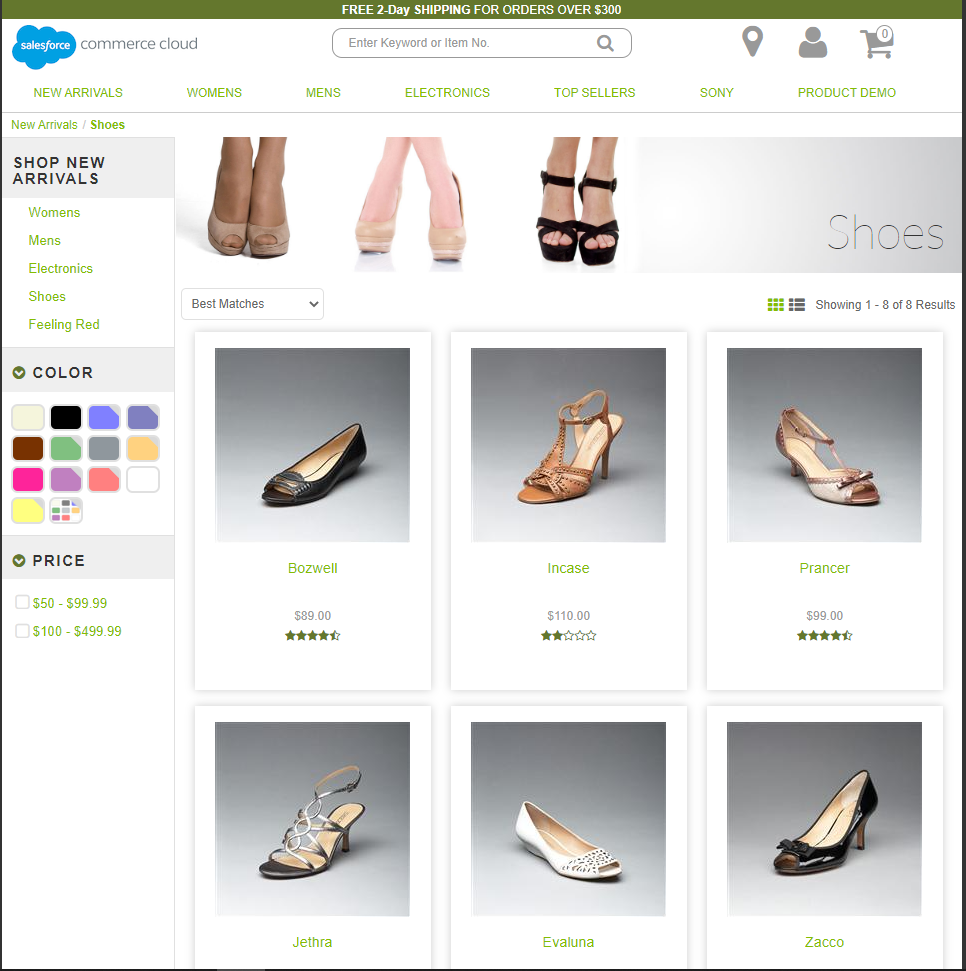 FREE 2-Day SHIPPING FOR ORDERS OVER $300
salesforce commerce cloud
Enter Keyword or Item No.
0
NEW ARRIVALS WOMENS MENS ELECTRONICS TOP SELLERS SONY PRODUCT DEMO
New Arrivals / Shoes
SHOP NEW
ARRIVALS
Womens
Mens
Electronics
Shoes
Feeling Red
COLOR
PRICE
$50 - $99.99
$100 - $499.99
Shoes
Best Matches
Showing 1 - 8 of 8 Results
Bozwell Incase Prancer
$89.00 $110.00 $99.00
Jethra Evaluna Zacco